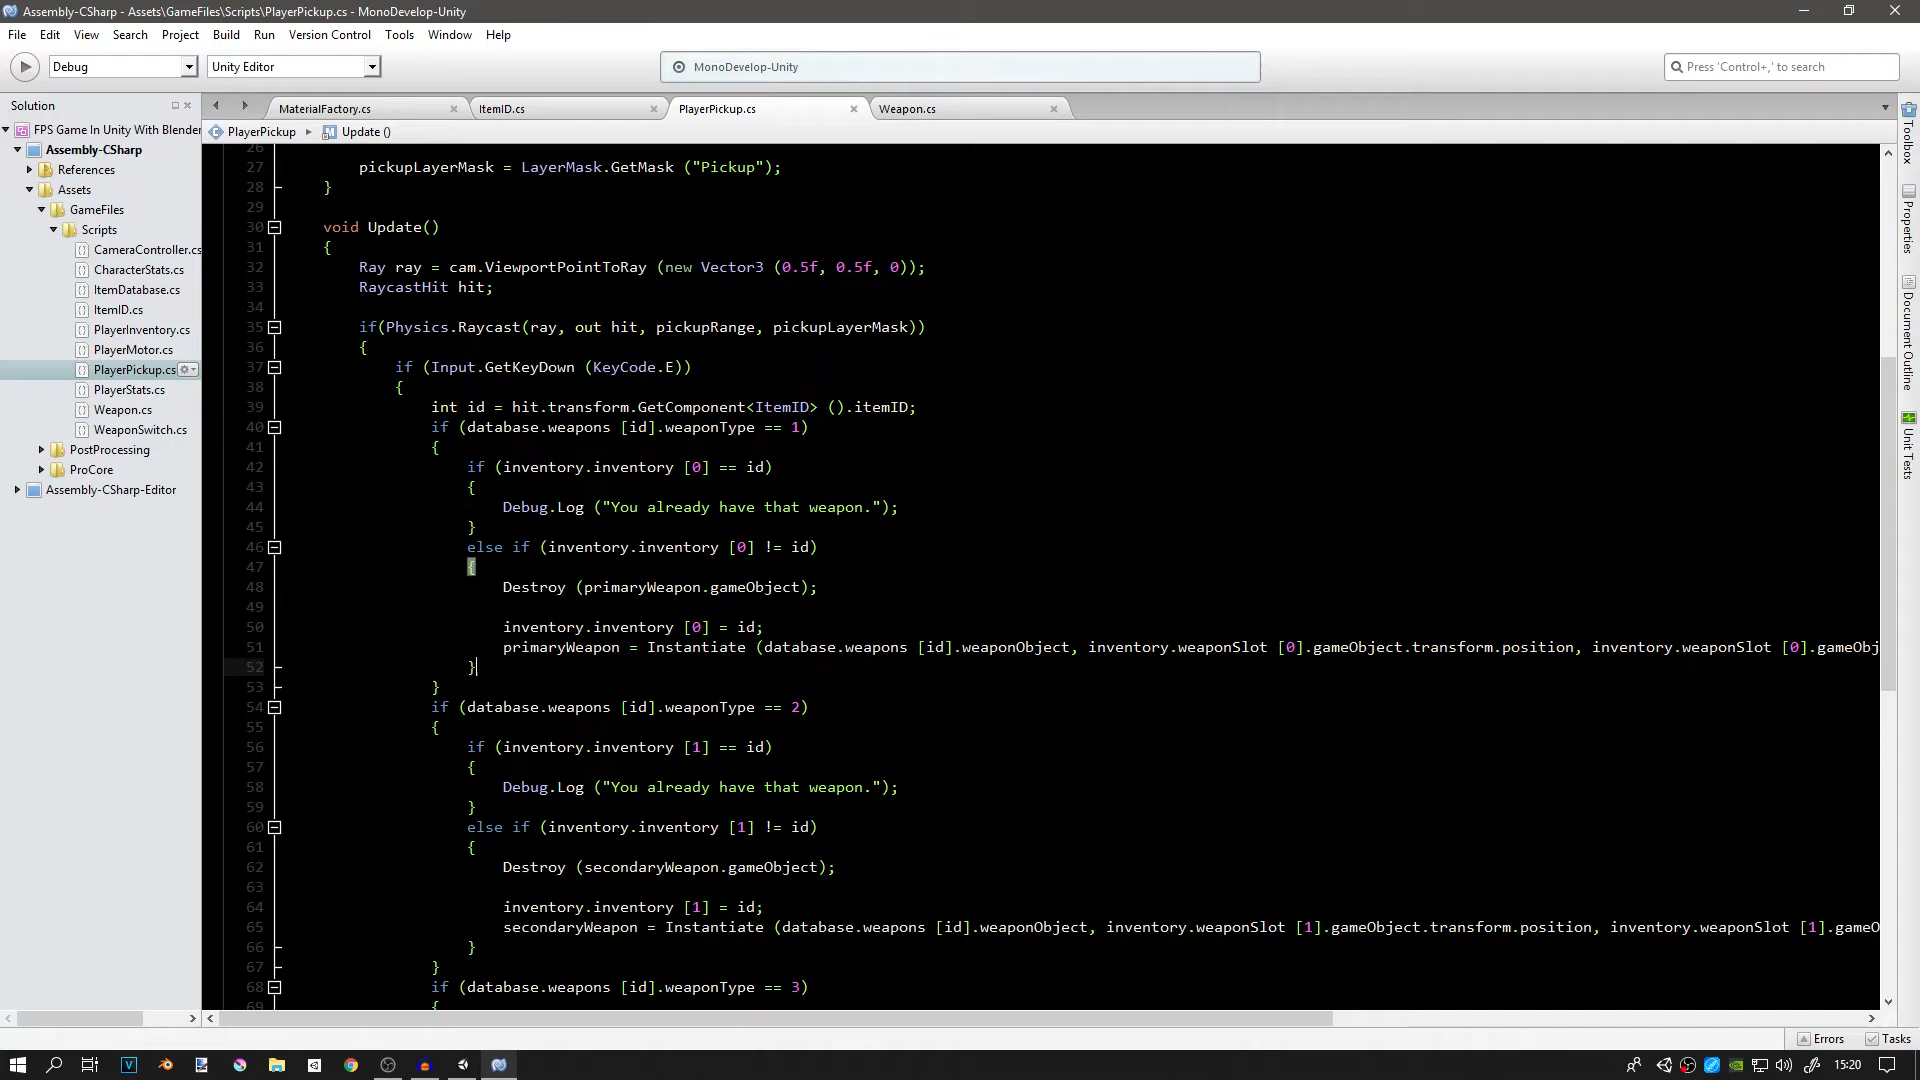 Assembly-CSharp - Assets\GameFiles\Scripts\PlayerPickup.cs - MonoDevelop-Unity
File Edit View Search Project Build Run Version Control Tools Window Help
Debug Unity Editor MonoDevelop-Unity Press 'Control+,' to search
Solution
MaterialFactory.cs ItemID.cs PlayerPickup.cs Weapon.cs
PlayerPickup Update ()
FPS Game In Unity With Blender
Assembly-CSharp
References
Assets
GameFiles
Scripts
CameraController.cs
CharacterStats.cs
ItemDatabase.cs
ItemID.cs
PlayerInventory.cs
PlayerMotor.cs
PlayerPickup.cs
PlayerStats.cs
Weapon.cs
WeaponSwitch.cs
PostProcessing
ProCore
Assembly-CSharp-Editor
26
27 pickupLayerMask = LayerMask.GetMask ("Pickup");
28 }
29
30 void Update()
31 {
32 Ray ray = cam.ViewportPointToRay (new Vector3 (0.5f, 0.5f, 0));
33 RaycastHit hit;
34
35 if(Physics.Raycast(ray, out hit, pickupRange, pickupLayerMask))
36 {
37 if (Input.GetKeyDown (KeyCode.E))
38 {
39 int id = hit.transform.GetComponent<ItemID> ().itemID;
40 if (database.weapons [id].weaponType == 1)
41 {
42 if (inventory.inventory [0] == id)
43 {
44 Debug.Log ("You already have that weapon.");
45 }
46 else if (inventory.inventory [0] != id)
47 {
48 Destroy (primaryWeapon.gameObject);
49
50 inventory.inventory [0] = id;
51 primaryWeapon = Instantiate (database.weapons [id].weaponObject, inventory.weaponSlot [0].gameObject.transform.position, inventory.weaponSlot [0].gameObj
52 }
53 }
54 if (database.weapons [id].weaponType == 2)
55 {
56 if (inventory.inventory [1] == id)
57 {
58 Debug.Log ("You already have that weapon.");
59 }
60 else if (inventory.inventory [1] != id)
61 {
62 Destroy (secondaryWeapon.gameObject);
63
64 inventory.inventory [1] = id;
65 secondaryWeapon = Instantiate (database.weapons [id].weaponObject, inventory.weaponSlot [1].gameObject.transform.position, inventory.weaponSlot [1].gameO
66 }
67 }
68 if (database.weapons [id].weaponType == 3)
69 {
Toolbox
Properties
Document Outline
Unit Tests
Errors Tasks
15:20